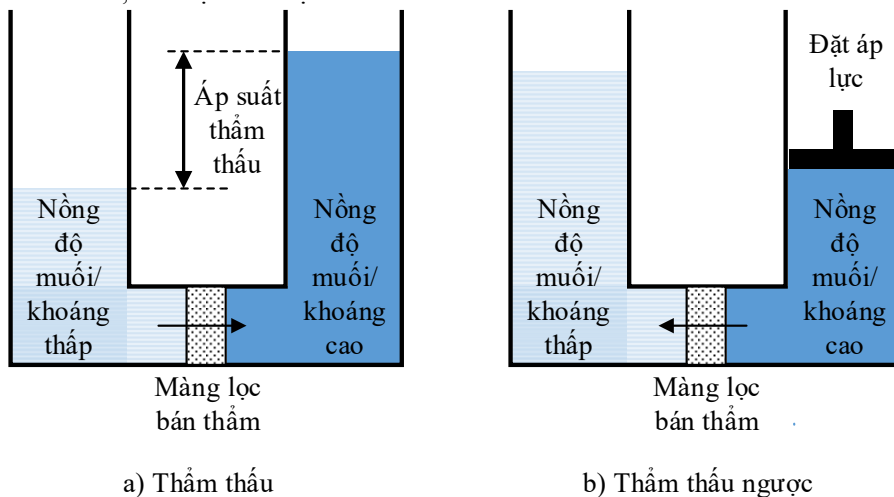 Áp suất
thẩm
thấu
Nồng
độ
muối/
khoáng
thấp
Nồng
độ
muối/
khoáng
cao
Màng lọc
bán thẩm
a) Thẩm thấu
Đặt áp
lực
Nồng
độ
muối/
khoáng
thấp
Nồng
độ
muối/
khoáng
cao
Màng lọc
bán thẩm
b) Thẩm thấu ngược